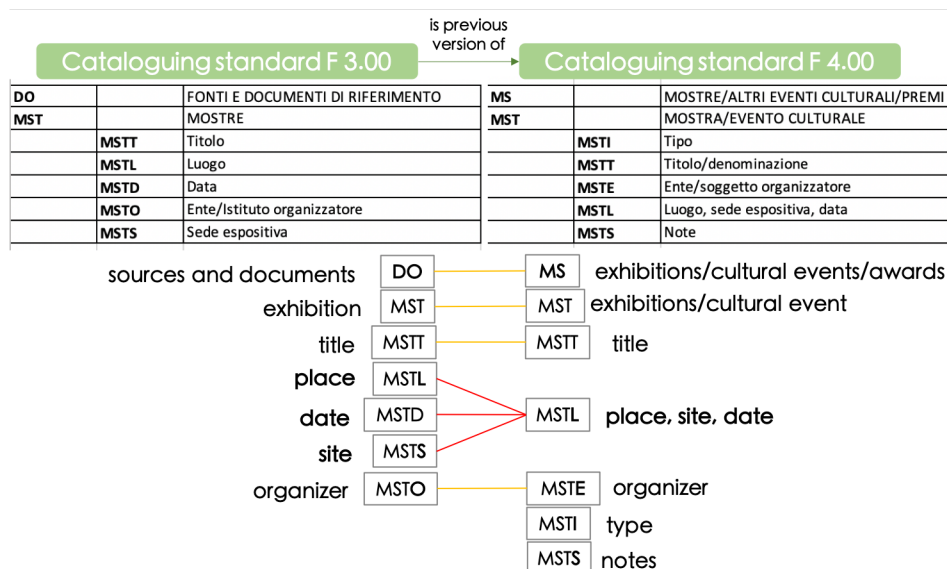 is previous
version of
Cataloguing standard F 3.00
Cataloguing standard F 4.00
DO FONTI E DOCUMENTI DI RIFERIMENTO
MST MOSTRE
MSTT Titolo
MSTL Luogo
MSTD Data
MSTO Ente/Istituto organizzatore
MSTS Sede espositiva
MS MOSTRE/ALTRI EVENTI CULTURALI/PREMI
MST MOSTRA/EVENTO CULTURALE
MSTI Tipo
MSTT Titolo/denominazione
MSTE Ente/soggetto organizzatore
MSTL Luogo, sede espositiva, data
MSTS Note
sources and documents DO MS exhibitions/cultural events/awards
exhibition MST MST exhibitions/cultural event
title MSTT MSTT title
place MSTL
date MSTD MSTL place, site, date
site MSTS
organizer MSTO MSTE organizer
MSTI type
MSTS notes